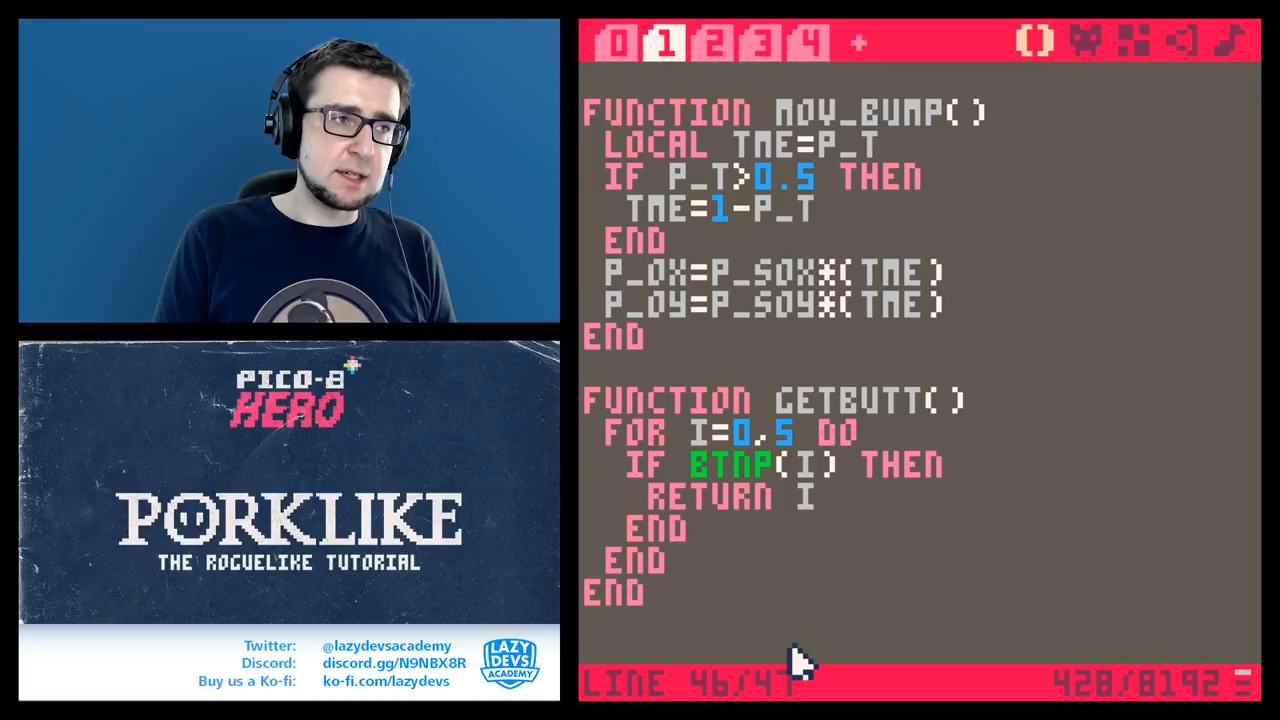 PICO-8
HERO
PORKLIKE
THE ROGUELIKE TUTORIAL
Twitter: @lazydevsacademy
Discord: discord.gg/N9NBX8R
Buy us a Ko-fi: ko-fi.com/lazydevs
LAZY
DEVS
ACADEMY
0 1 2 3 4 +
FUNCTION MOV_BUMP()
LOCAL TME=P_T
IF P_T>0.5 THEN
TME=1-P_T
END
P_OX=P_SOX*(TME)
P_OY=P_SOY*(TME)
END
FUNCTION GETBUTT()
FOR I=0,5 DO
IF BTNP(I) THEN
RETURN I
END
END
END
LINE 46/47
428/8192